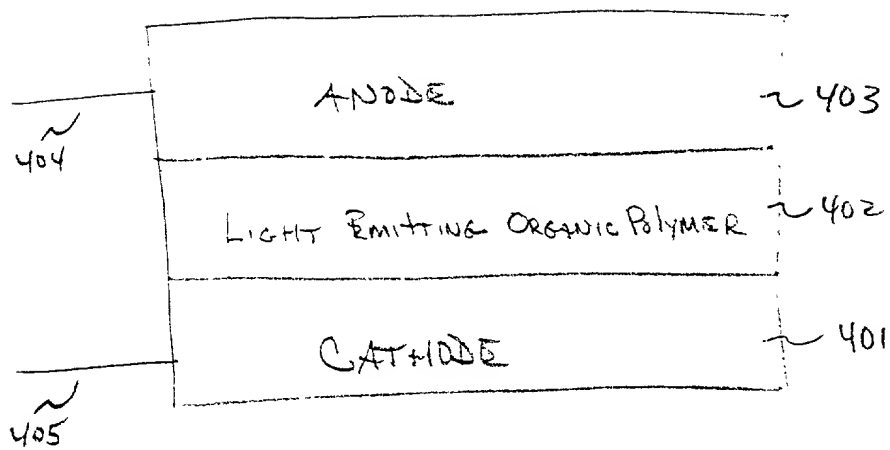 ANODE
403
404
LIGHT EMITTING ORGANIC POLYMER
402
CATHODE
401
405